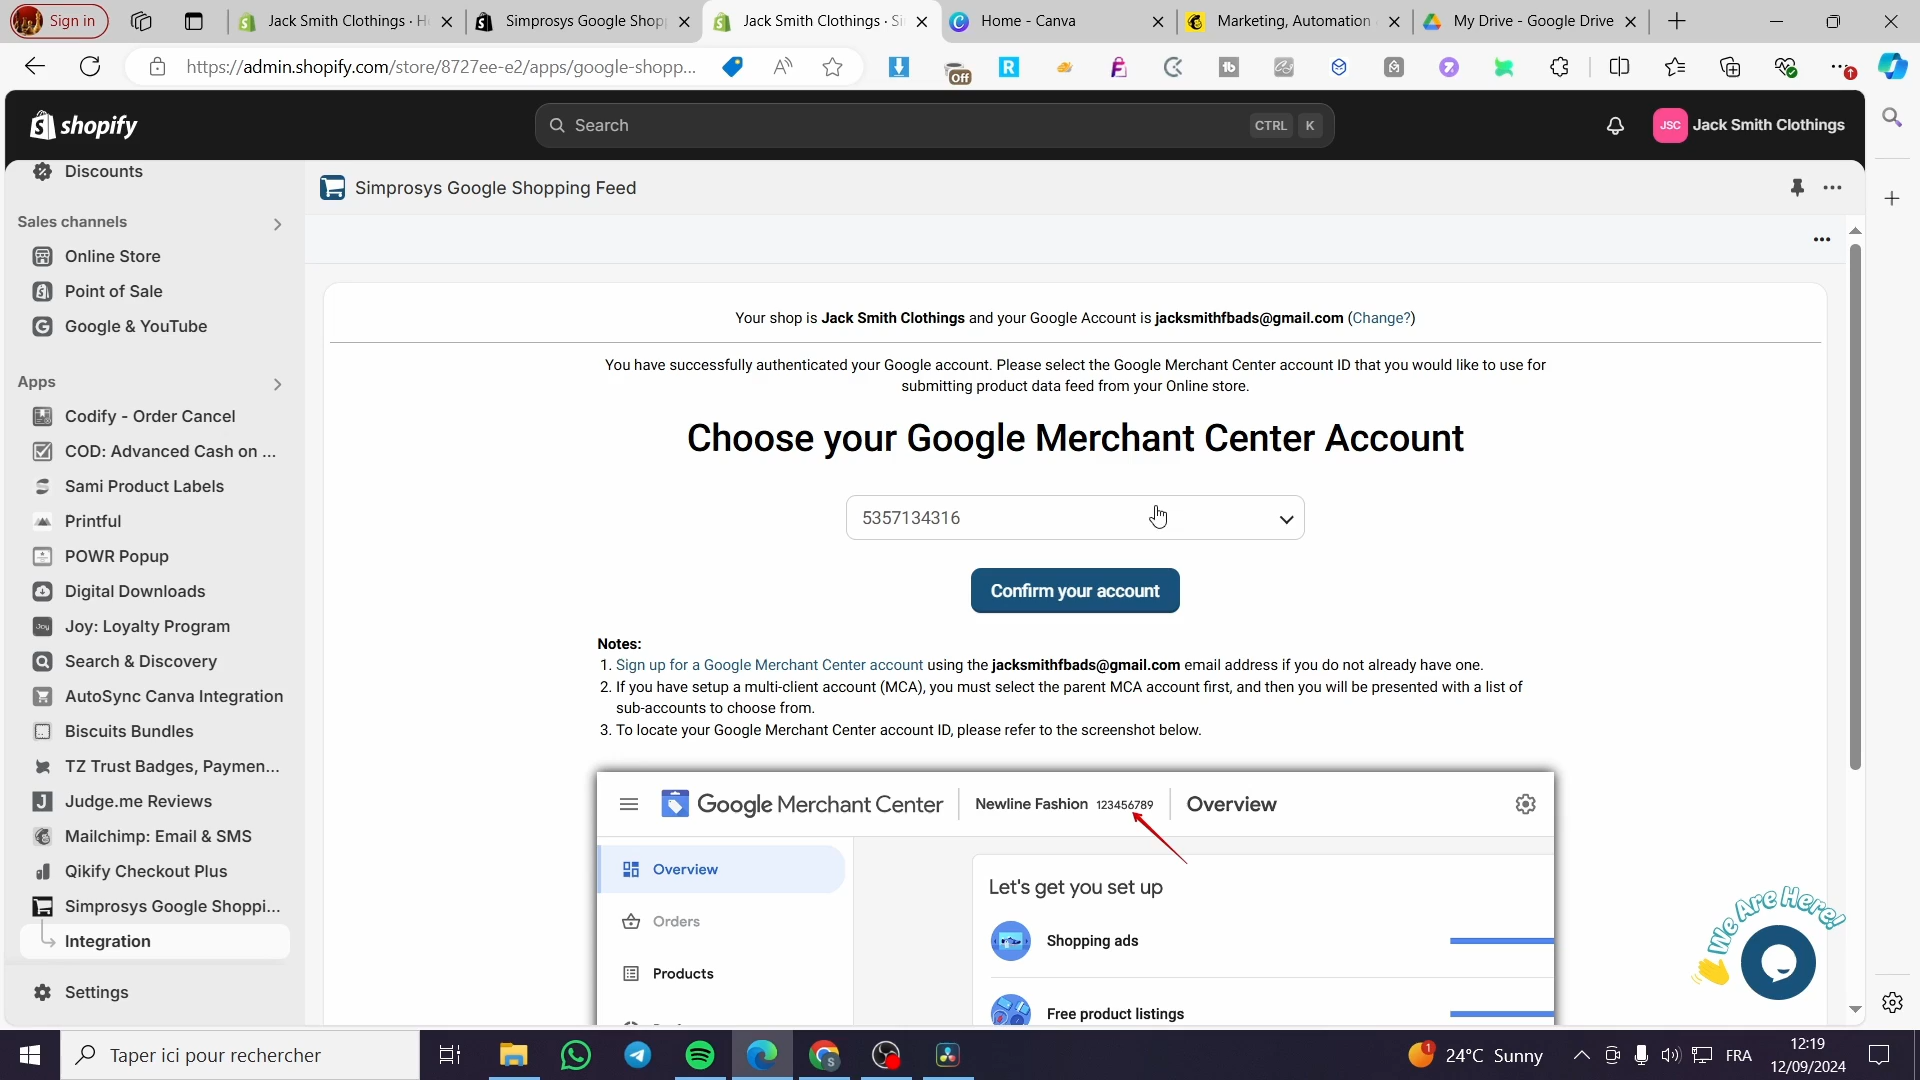 Sign in
Jack Smith Clothings · H
Simprosys Google Shopp
Jack Smith Clothings · Si
Home - Canva
Marketing, Automation
My Drive - Google Drive
https://admin.shopify.com/store/8727ee-e2/apps/google-shopp...
Off
shopify
Search
CTRL K
JSC
Jack Smith Clothings
Discounts
Sales channels
Online Store
Point of Sale
Google & YouTube
Apps
Codify - Order Cancel
COD: Advanced Cash on ...
Sami Product Labels
Printful
POWR Popup
Digital Downloads
Joy: Loyalty Program
Search & Discovery
AutoSync Canva Integration
Biscuits Bundles
TZ Trust Badges, Paymen...
Judge.me Reviews
Mailchimp: Email & SMS
Qikify Checkout Plus
Simprosys Google Shoppi...
Integration
Settings
Simprosys Google Shopping Feed
Your shop is Jack Smith Clothings and your Google Account is jacksmithfbads@gmail.com (Change?)
You have successfully authenticated your Google account. Please select the Google Merchant Center account ID that you would like to use for
submitting product data feed from your Online store.
Choose your Google Merchant Center Account
5357134316
Confirm your account
Notes:
1. Sign up for a Google Merchant Center account using the jacksmithfbads@gmail.com email address if you do not already have one.
2. If you have setup a multi-client account (MCA), you must select the parent MCA account first, and then you will be presented with a list of
sub-accounts to choose from.
3. To locate your Google Merchant Center account ID, please refer to the screenshot below.
Google Merchant Center
Newline Fashion 123456789
Overview
Overview
Orders
Products
Let's get you set up
Shopping ads
Free product listings
We Are Here!
Taper ici pour rechercher
1
24°C Sunny
FRA
12:19
12/09/2024